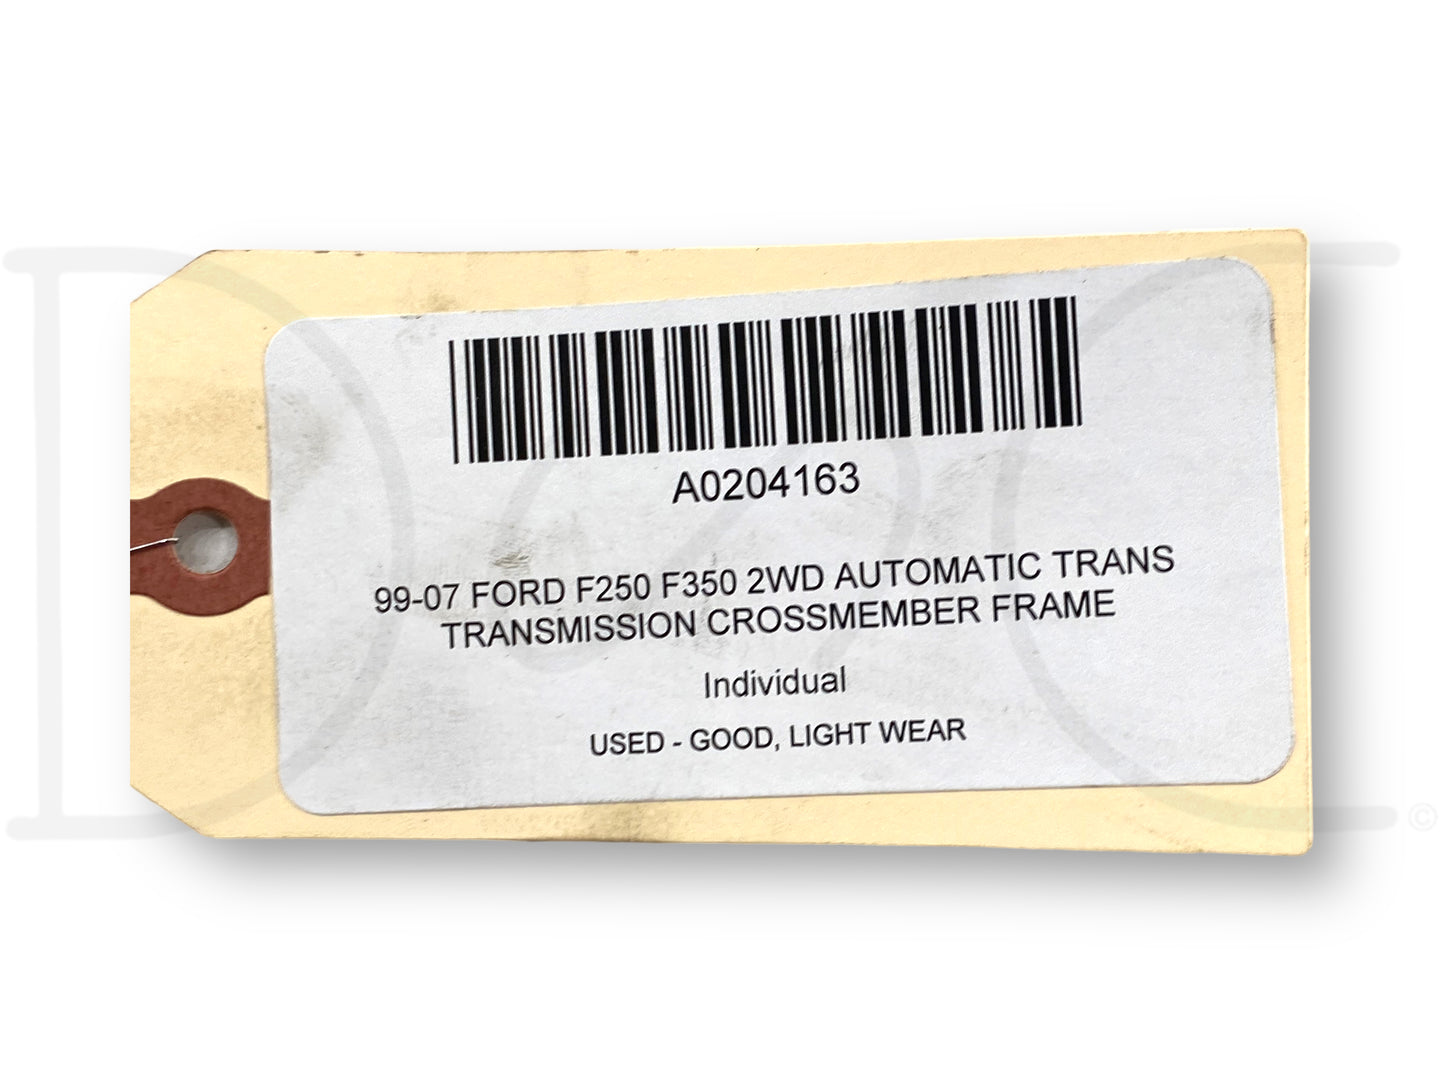 A0204163
99-07 FORD F250 F350 2WD AUTOMATIC TRANS
TRANSMISSION CROSSMEMBER FRAME
Individual
USED - GOOD, LIGHT WEAR